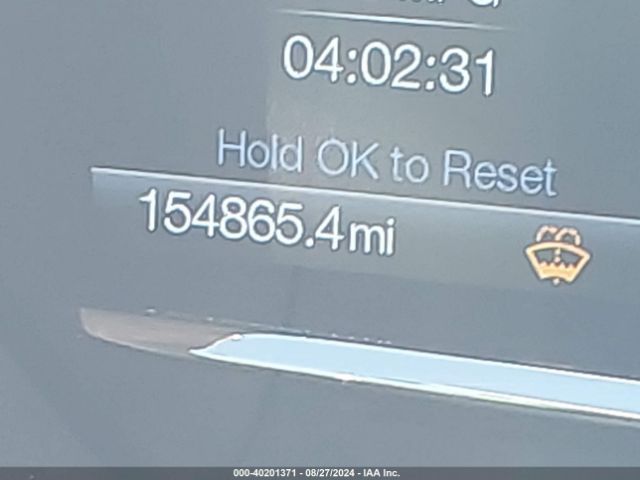 04:02:31
Hold OK to Reset
154865.4mi
000-40201371 - 08/27/2024 - IAA Inc.